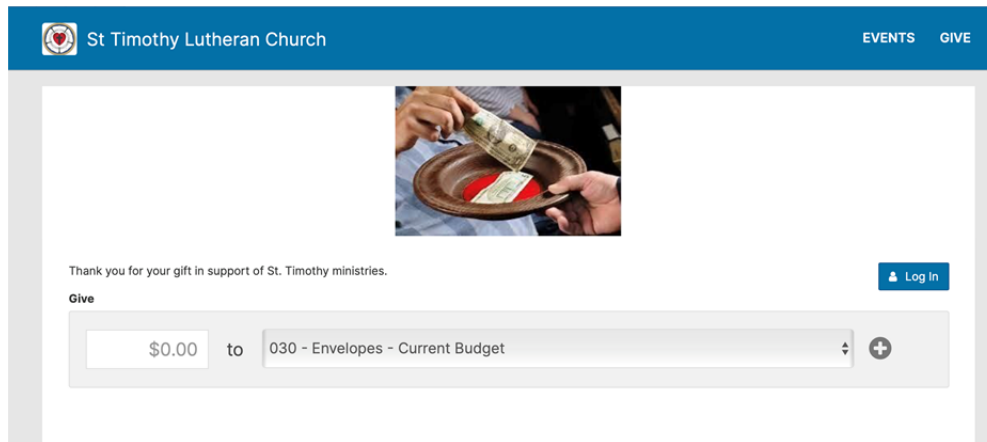 St Timothy Lutheran Church
EVENTS GIVE
Thank you for your gift in support of St. Timothy ministries.
Log In
Give
$0.00 to 030 - Envelopes - Current Budget